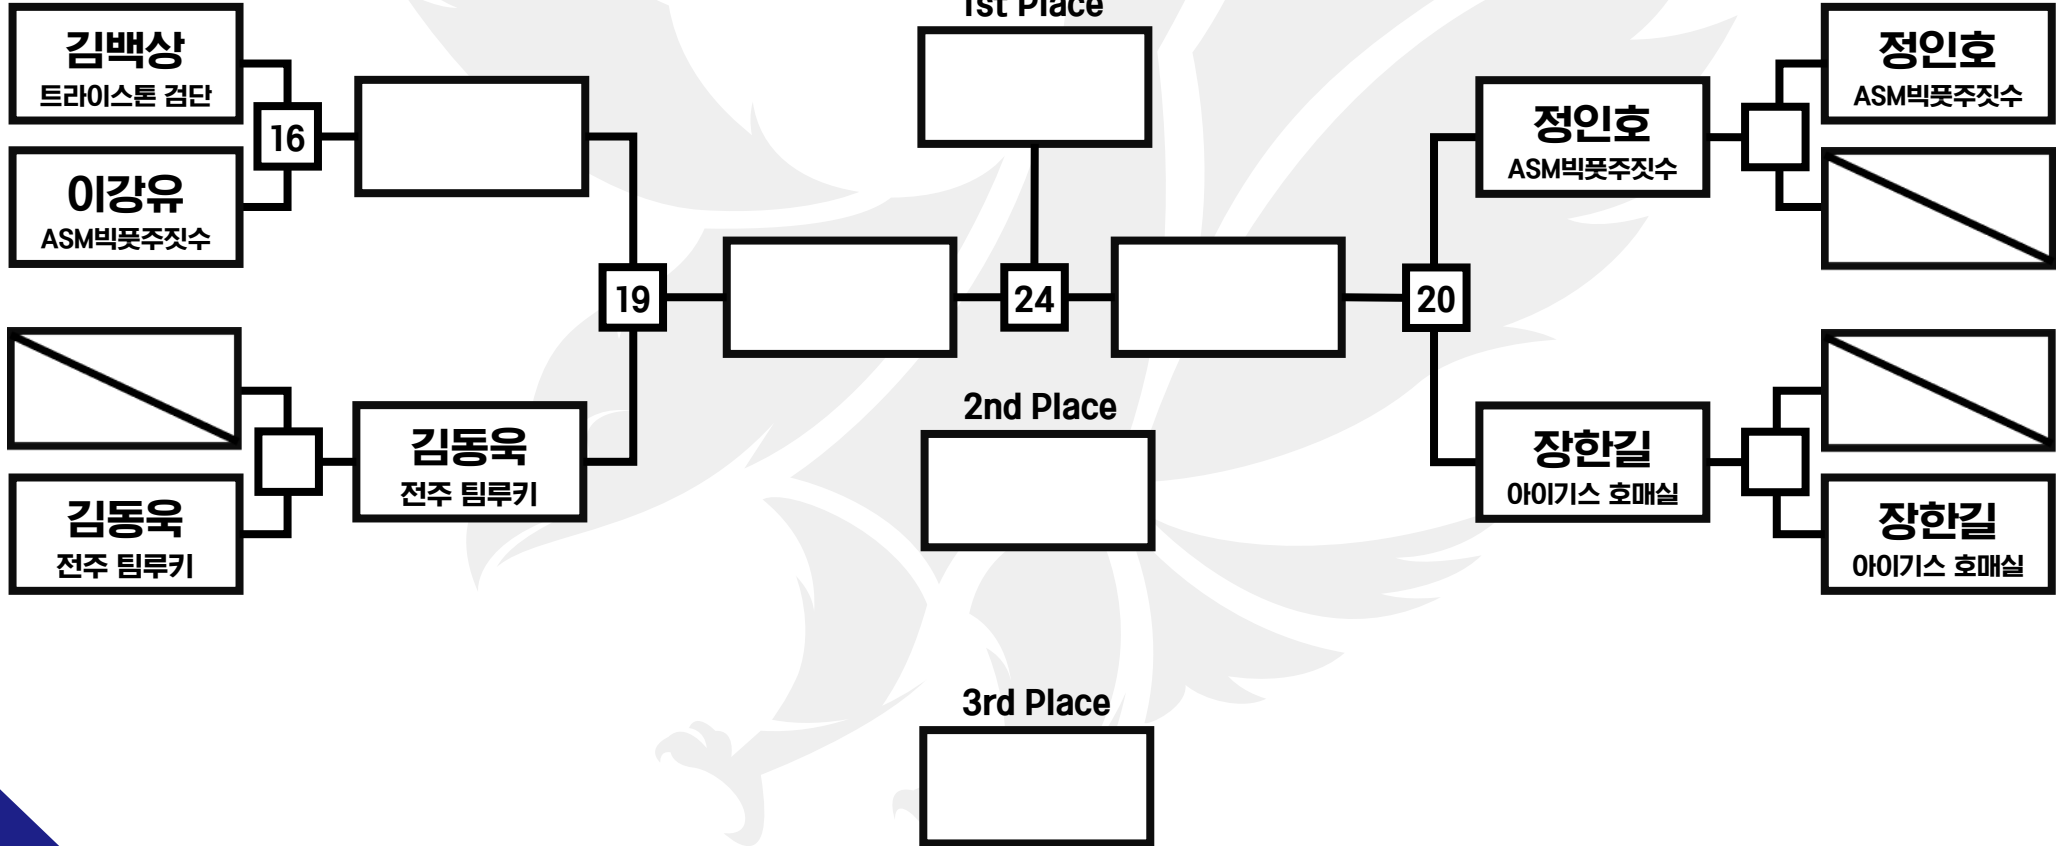 1st Place
김백상
트라이스톤 검단
16
이강유
ASM빅풋주짓수
19
김동욱
전주 팀루키
김동욱
전주 팀루키
24
2nd Place
3rd Place
20
정인호
ASM빅풋주짓수
정인호
ASM빅풋주짓수
장한길
아이기스 호매실
장한길
아이기스 호매실